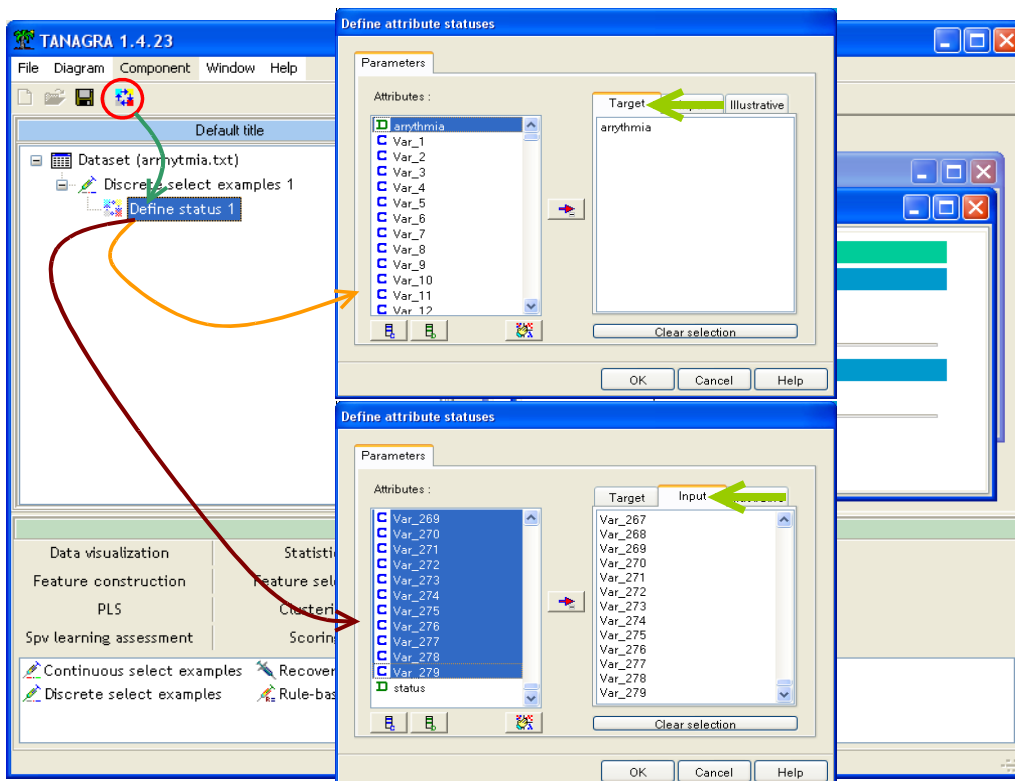 TANAGRA 1.4.23
File Diagram Component Window Help
Default title
Dataset (arrhytmia.txt)
Discrete select examples 1
Define status 1
Data visualization
Feature construction
PLS
Clustering
Spv learning assessment
Continuous select examples
Discrete select examples
Define attribute statuses
Parameters
Attributes :
arrythmia
Var_1
Var_2
Var_3
Var_4
Var_5
Var_6
Var_7
Var_8
Var_9
Var_10
Var_11
Var_12
Target Illustrative
arrythmia
Clear selection
OK Cancel Help
Define attribute statuses
Parameters
Attributes :
Var_269
Var_270
Var_271
Var_272
Var_273
Var_274
Var_275
Var_276
Var_277
Var_278
Var_279
status
Target Input
Var_267
Var_268
Var_269
Var_270
Var_271
Var_272
Var_273
Var_274
Var_275
Var_276
Var_277
Var_278
Var_279
Clear selection
OK Cancel Help